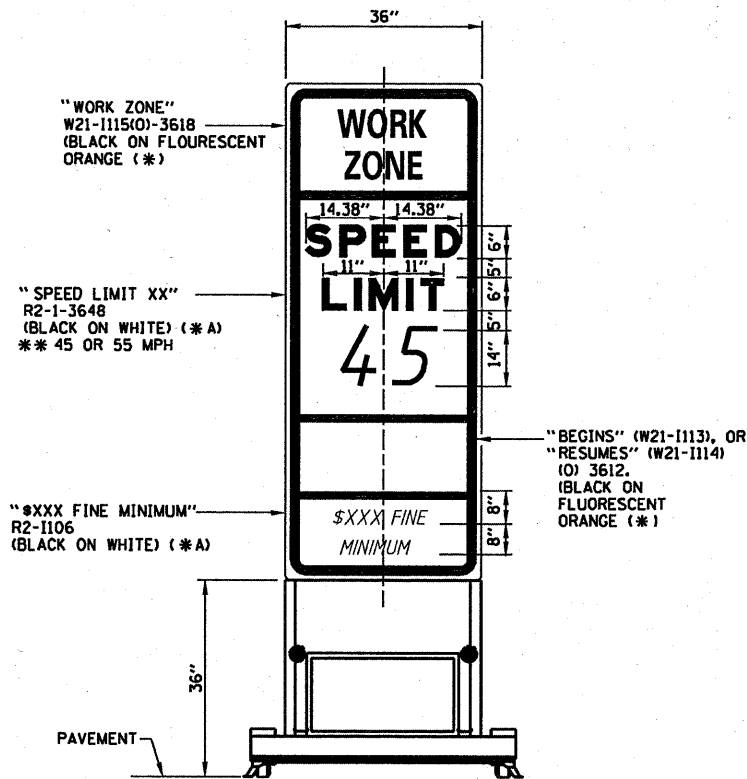 36"
"WORK ZONE"
W21-I115(O)-3618
(BLACK ON FLOURESCENT
ORANGE (*)
WORK
ZONE
14.38" 14.38"
SPEED
6"
5"
11" 11"
LIMIT
6"
5"
45
14"
"SPEED LIMIT XX"
R2-1-3648
(BLACK ON WHITE) (*A)
** 45 OR 55 MPH
"BEGINS" (W21-I113), OR
"RESUMES" (W21-I114)
(O) 3612.
(BLACK ON
FLUORESCENT
ORANGE (*)
"$XXX FINE MINIMUM"
R2-I106
(BLACK ON WHITE) (*A)
$XXX FINE
MINIMUM
8"
8"
36"
PAVEMENT